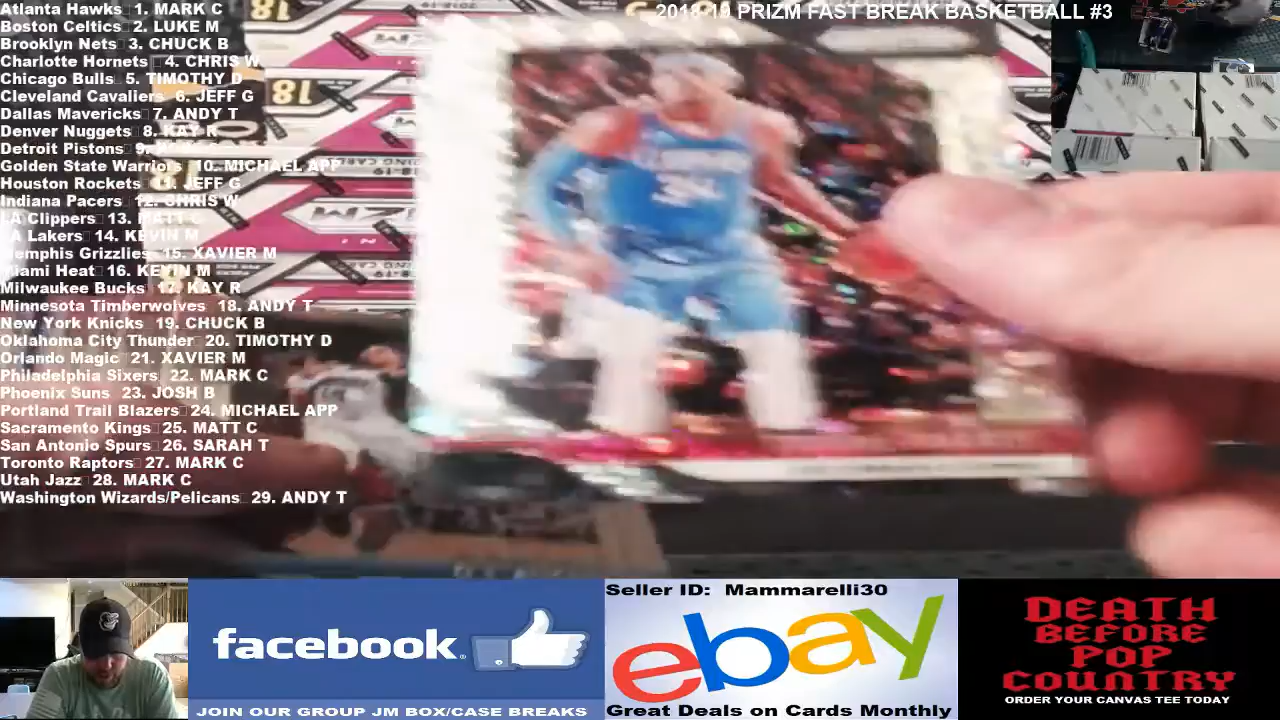 2018-19 PRIZM FAST BREAK BASKETBALL #3
Atlanta Hawks 1. MARK C
Boston Celtics 2. LUKE M
Brooklyn Nets 3. CHUCK B
Charlotte Hornets 4. CHRIS W
Chicago Bulls 5. TIMOTHY D
Cleveland Cavaliers 6. JEFF G
Dallas Mavericks 7. ANDY T
Denver Nuggets 8. KAY R
Detroit Pistons 9.
Golden State Warriors 10. MICHAEL APP
Houston Rockets 11. JEFF G
Indiana Pacers 12. CHRIS W
LA Clippers 13. MATT C
LA Lakers 14. KEVIN M
Memphis Grizzlies 15. XAVIER M
Miami Heat 16. KEVIN M
Milwaukee Bucks 17. KAY R
Minnesota Timberwolves 18. ANDY T
New York Knicks 19. CHUCK B
Oklahoma City Thunder 20. TIMOTHY D
Orlando Magic 21. XAVIER M
Philadelphia Sixers 22. MARK C
Phoenix Suns 23. JOSH B
Portland Trail Blazers 24. MICHAEL APP
Sacramento Kings 25. MATT C
San Antonio Spurs 26. SARAH T
Toronto Raptors 27. MARK C
Utah Jazz 28. MARK C
Washington Wizards/Pelicans 29. ANDY T
facebook
JOIN OUR GROUP JM BOX/CASE BREAKS
Seller ID: Mammarelli30
ebay
Great Deals on Cards Monthly
DEATH
BEFORE
POP
COUNTRY
ORDER YOUR CANVAS TEE TODAY